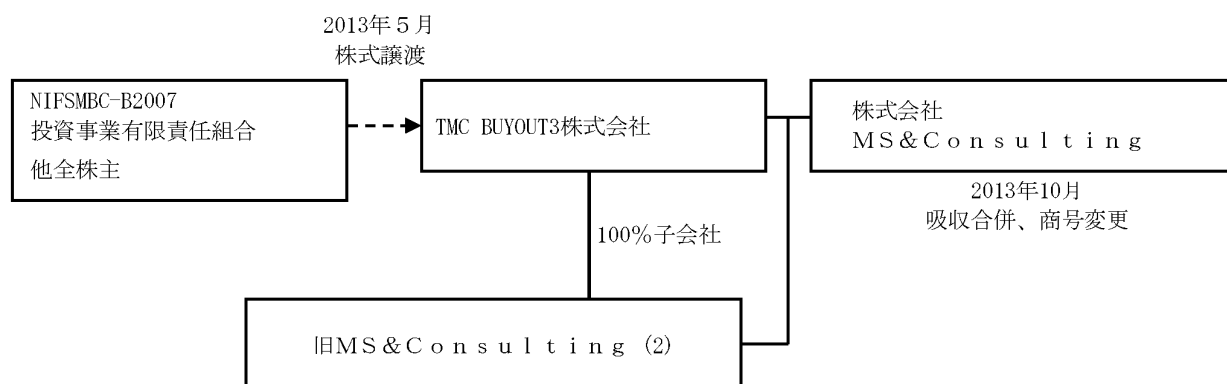 2013年５月
株式譲渡
NIFSMBC-B2007
投資事業有限責任組合
他全株主
TMC BUYOUT3株式会社
株式会社
ＭＳ＆Ｃｏｎｓｕｌｔｉｎｇ
2013年10月
吸収合併、商号変更
100％子会社
旧ＭＳ＆Ｃｏｎｓｕｌｔｉｎｇ (2)